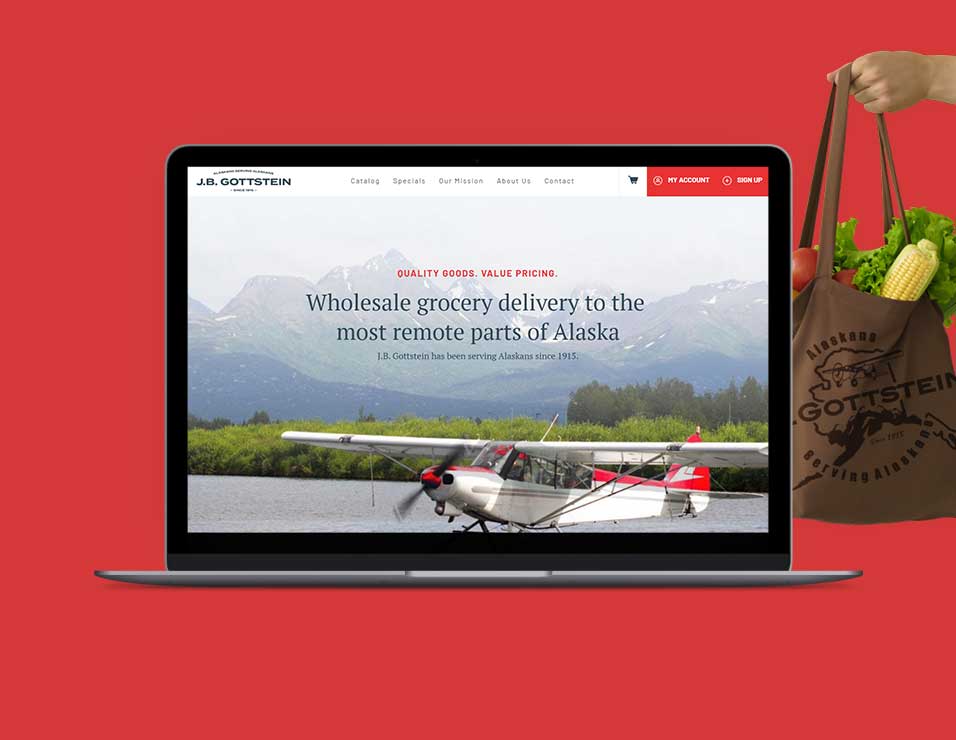 ALASKANS SERVING ALASKANS
J.B. GOTTSTEIN
- SINCE 1915 -
Catalog Specials Our Mission About Us Contact
MY ACCOUNT SIGN UP
QUALITY GOODS. VALUE PRICING.
Wholesale grocery delivery to the
most remote parts of Alaska
J.B. Gottstein has been serving Alaskans since 1915.
Alaskans
. GOTTSTEIN
Since 1915
Serving Alaskans